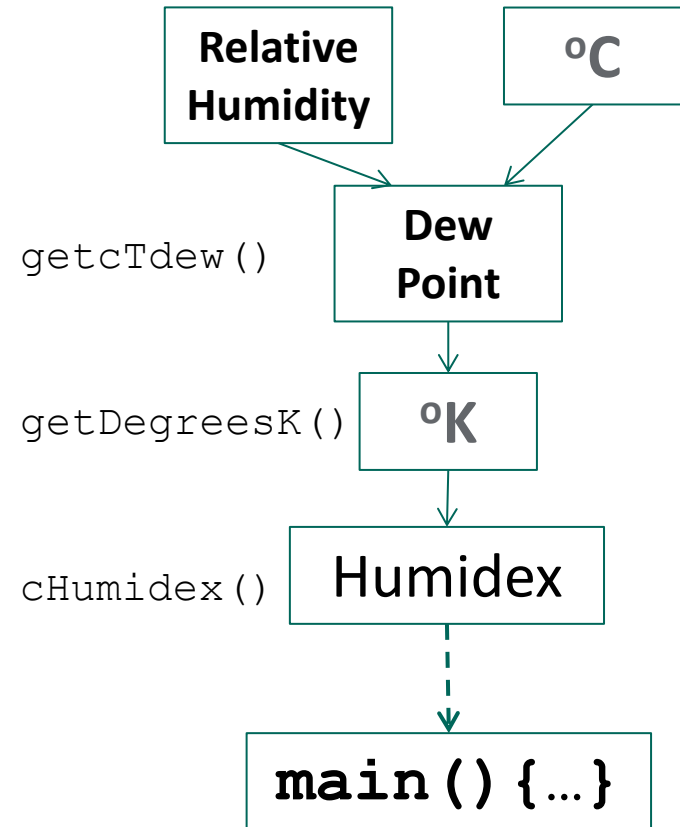 Relative
Humidity
ºC
getcTdew()
Dew
Point
getDegreesK()
ºK
cHumidex()
Humidex
main(){…}